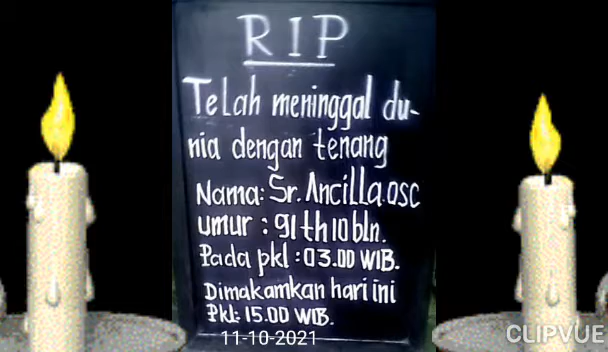 RIP
Telah meninggal du-
nia dengan tenang
Nama: Sr. Ancilla.osc
umur : 91 th 10 bln.
Pada pkl : 03.00 WIB.
Dimakamkan hari ini
Pkl: 15.00 WIB.
11-10-2021
CLIPVUE